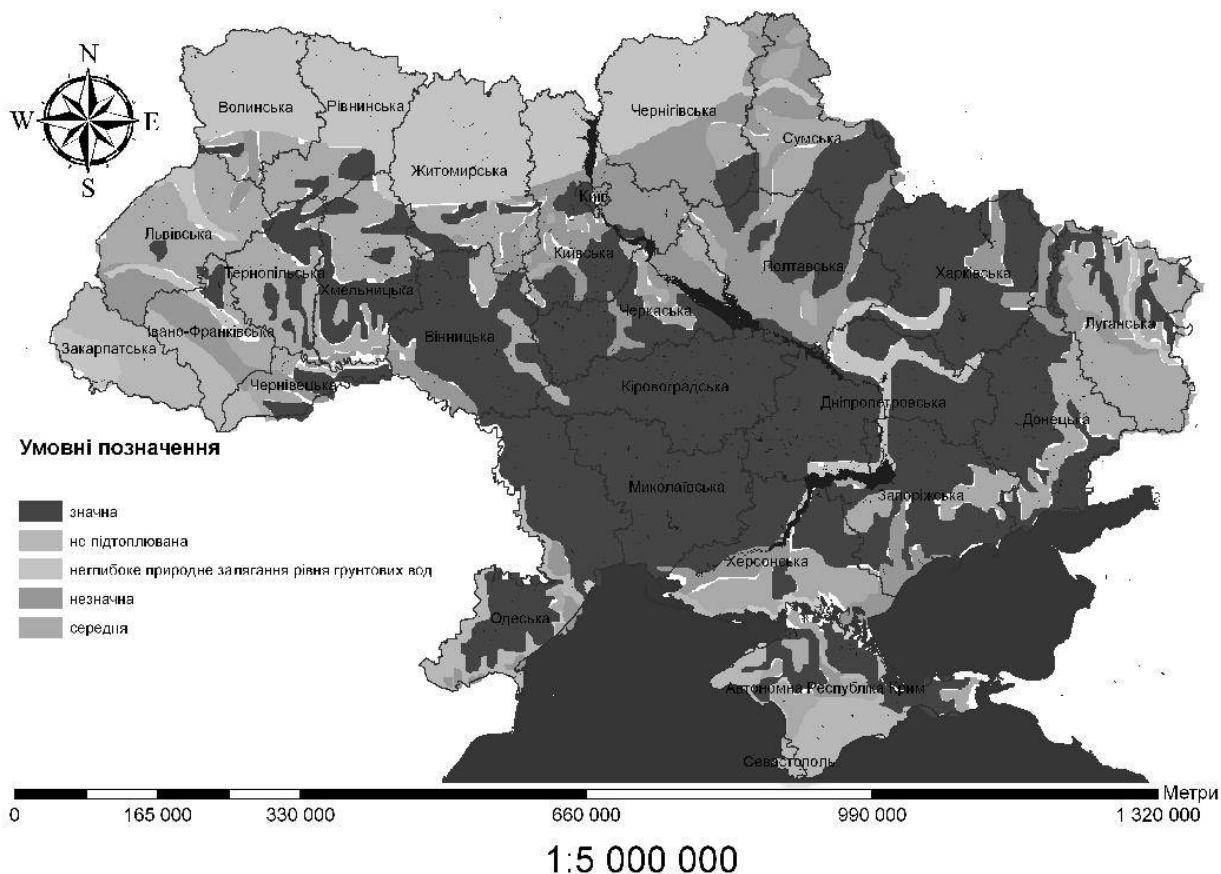 N
W E
S
Волинська
Рівнинська
Чернігівська
Сумська
Житомирська
Київ
Львівська
Київська
Полтавська
Харківська
Тернопільська
Хмельницька
Черкаська
Луганська
Івано-Франківська
Вінницька
Закарпатська
Чернівецька
Кіровоградська
Дніпропетровська
Донецька
Умовні позначення
значна
нс підтоплювана
неглибоке природне залягання рівня грунтових вод
незначна
середня
Миколаївська
Запоріжська
Херсонська
Одеська
Автономна Республіка Крим
Севастополь
Метри
0 165 000 330 000 660 000 990 000 1 320 000
1:5 000 000